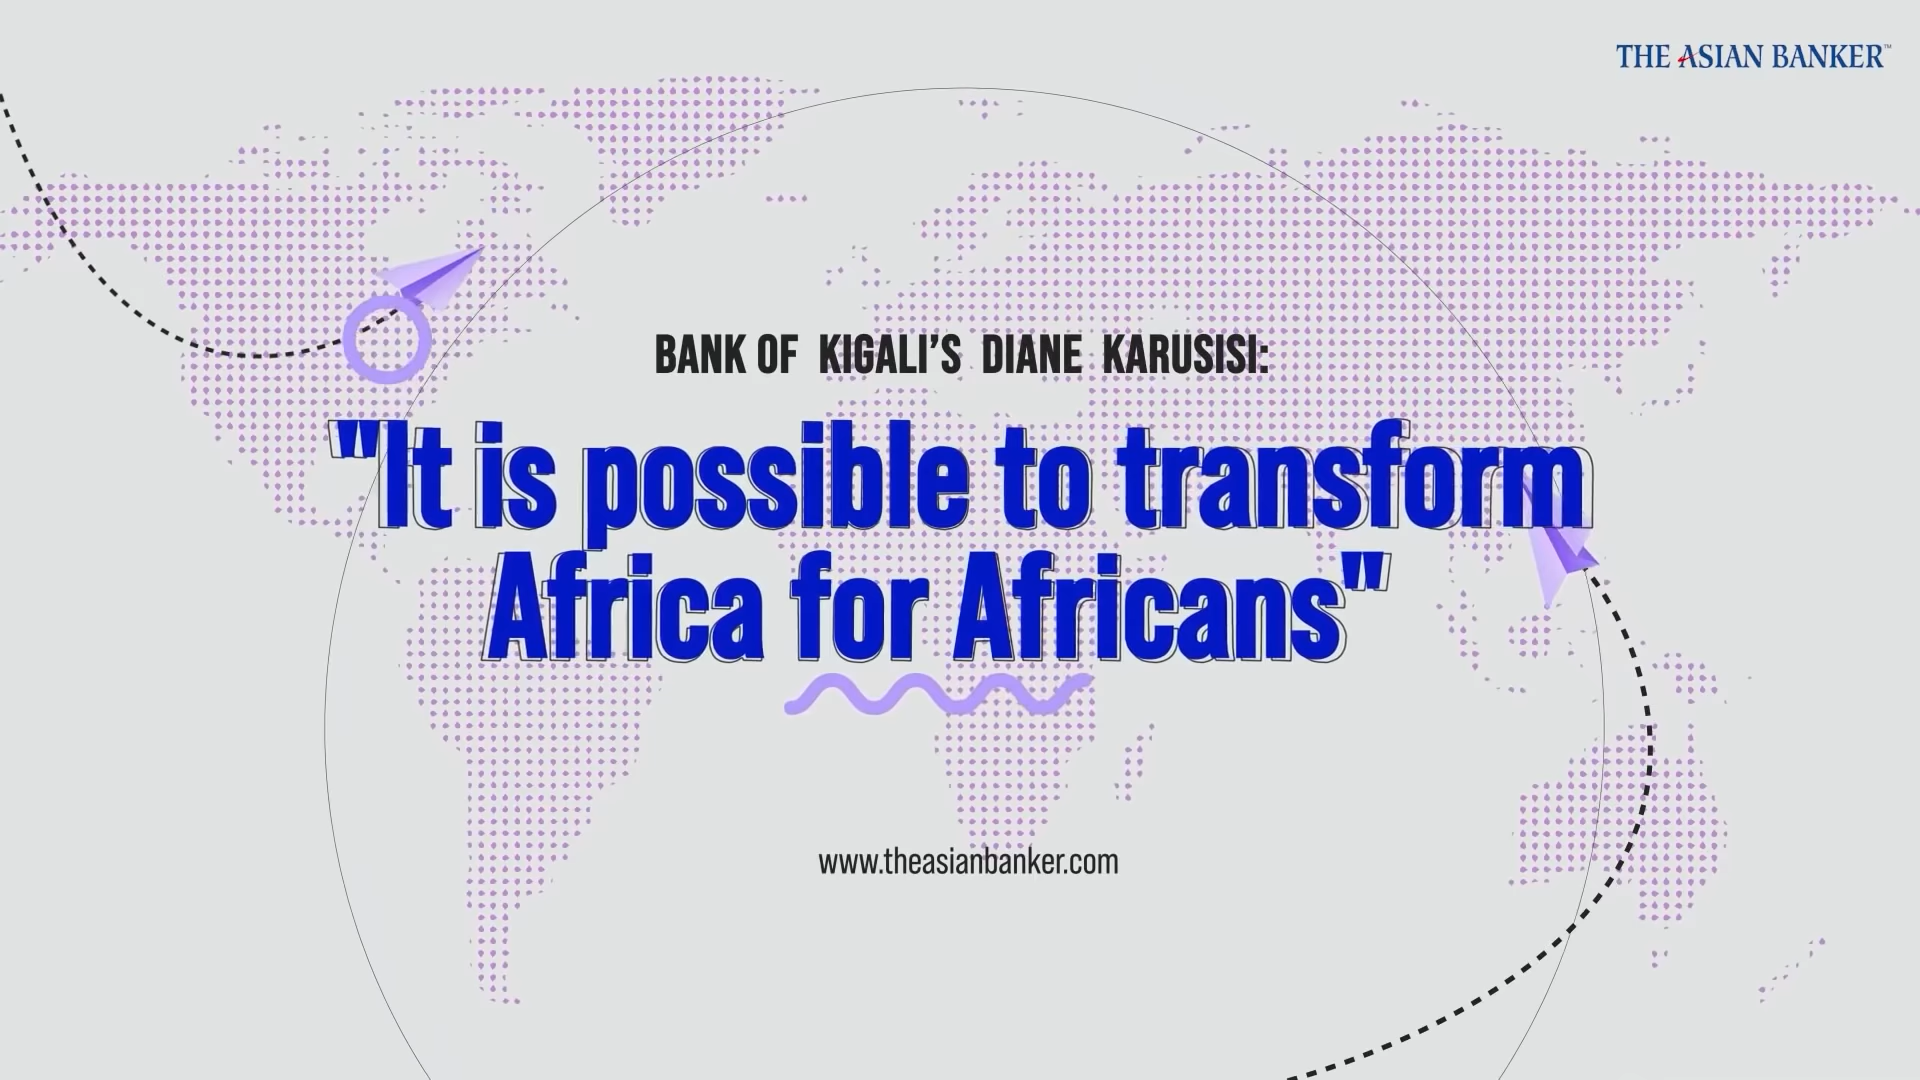 THE ASIAN BANKER™
BANK OF KIGALI'S DIANE KARUSISI:
"It is possible to transform
Africa for Africans"
www.theasianbanker.com